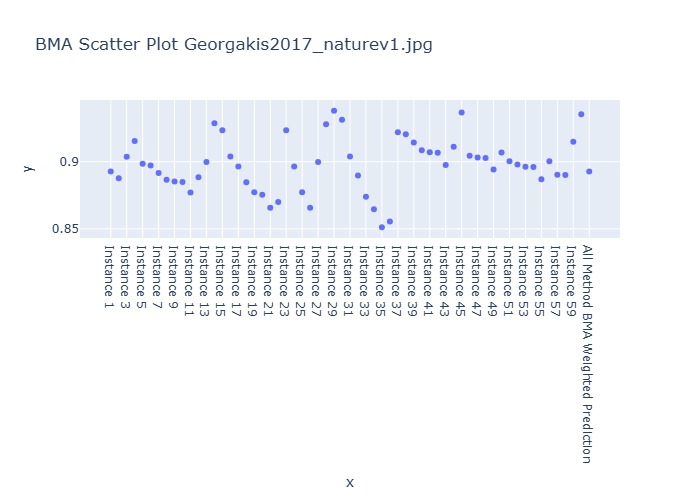 BMA Scatter Plot Georgakis2017_naturev1.jpg
y
0.9
0.85
Instance 1
Instance 3
Instance 5
Instance 7
Instance 9
Instance 11
Instance 13
Instance 15
Instance 17
Instance 19
Instance 21
Instance 23
Instance 25
Instance 27
Instance 29
Instance 31
Instance 33
Instance 35
Instance 37
Instance 39
Instance 41
Instance 43
Instance 45
Instance 47
Instance 49
Instance 51
Instance 53
Instance 55
Instance 57
Instance 59
All Method BMA Weighted Prediction
x